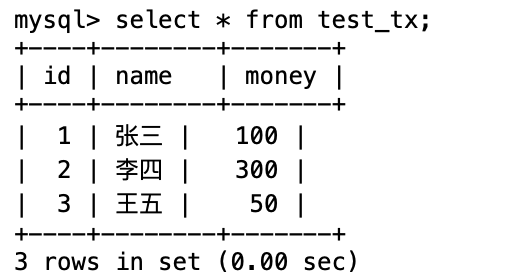 mysql> select * from test_tx;
+----+--------+-------+
| id | name   | money |
+----+--------+-------+
|  1 | 张三 |   100 |
|  2 | 李四 |   300 |
|  3 | 王五 |    50 |
+----+--------+-------+
3 rows in set (0.00 sec)